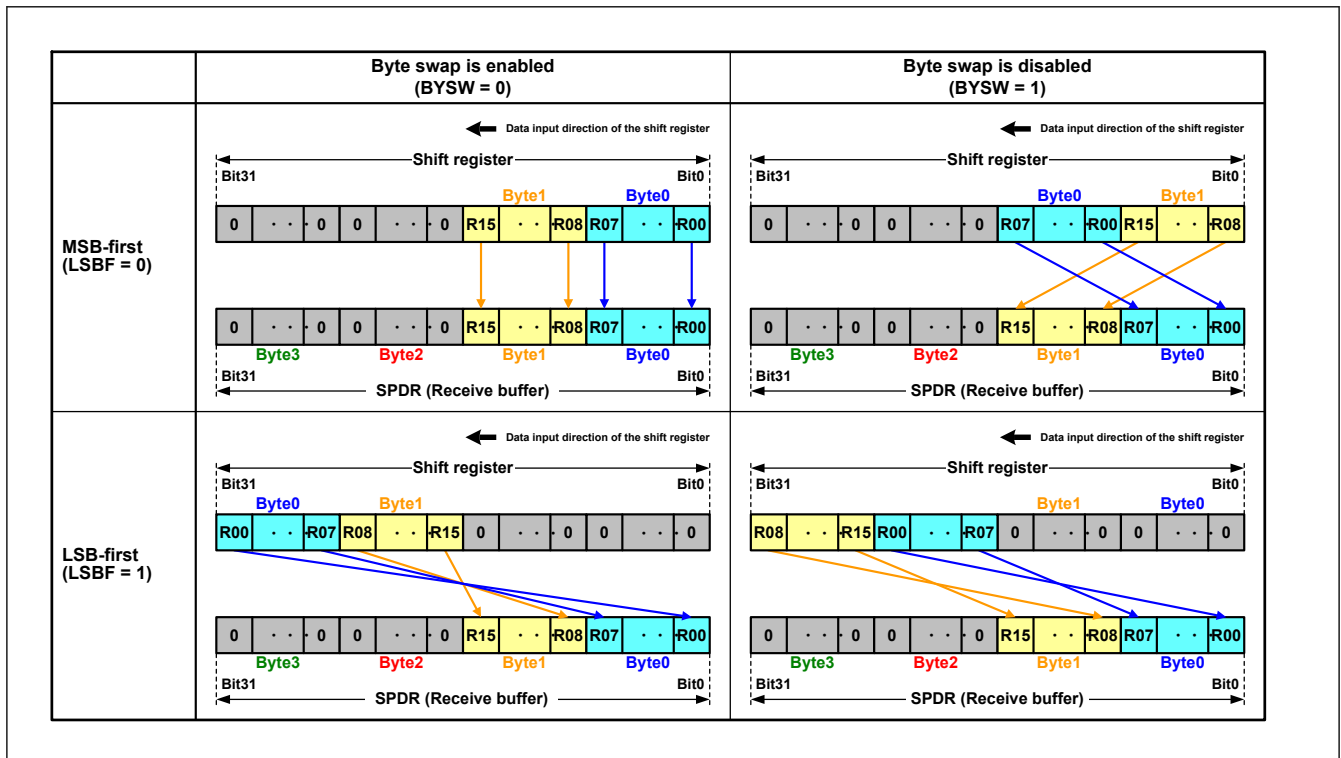 Byte swap is enabled
(BYSW = 0)
Byte swap is disabled
(BYSW = 1)
MSB-first
(LSBF = 0)
Data input direction of the shift register
Shift register
Bit31 Bit0
Byte1 Byte0
0 · · · 0 0 · · · 0 R15 · · · R08 R07 · · · R00
0 · · · 0 0 · · · 0 R15 · · · R08 R07 · · · R00
Byte3 Byte2 Byte1 Byte0
Bit31 Bit0
SPDR (Receive buffer)
Data input direction of the shift register
Shift register
Bit31 Bit0
Byte0 Byte1
0 · · · 0 0 · · · 0 R07 · · · R00 R15 · · · R08
0 · · · 0 0 · · · 0 R15 · · · R08 R07 · · · R00
Byte3 Byte2 Byte1 Byte0
Bit31 Bit0
SPDR (Receive buffer)
LSB-first
(LSBF = 1)
Data input direction of the shift register
Shift register
Bit31 Bit0
Byte0 Byte1
R00 · · · R07 R08 · · · R15 0 · · · 0 0 · · · 0
0 · · · 0 0 · · · 0 R15 · · · R08 R07 · · · R00
Byte3 Byte2 Byte1 Byte0
Bit31 Bit0
SPDR (Receive buffer)
Data input direction of the shift register
Shift register
Bit31 Bit0
Byte1 Byte0
R08 · · · R15 R00 · · · R07 0 · · · 0 0 · · · 0
0 · · · 0 0 · · · 0 R15 · · · R08 R07 · · · R00
Byte3 Byte2 Byte1 Byte0
Bit31 Bit0
SPDR (Receive buffer)